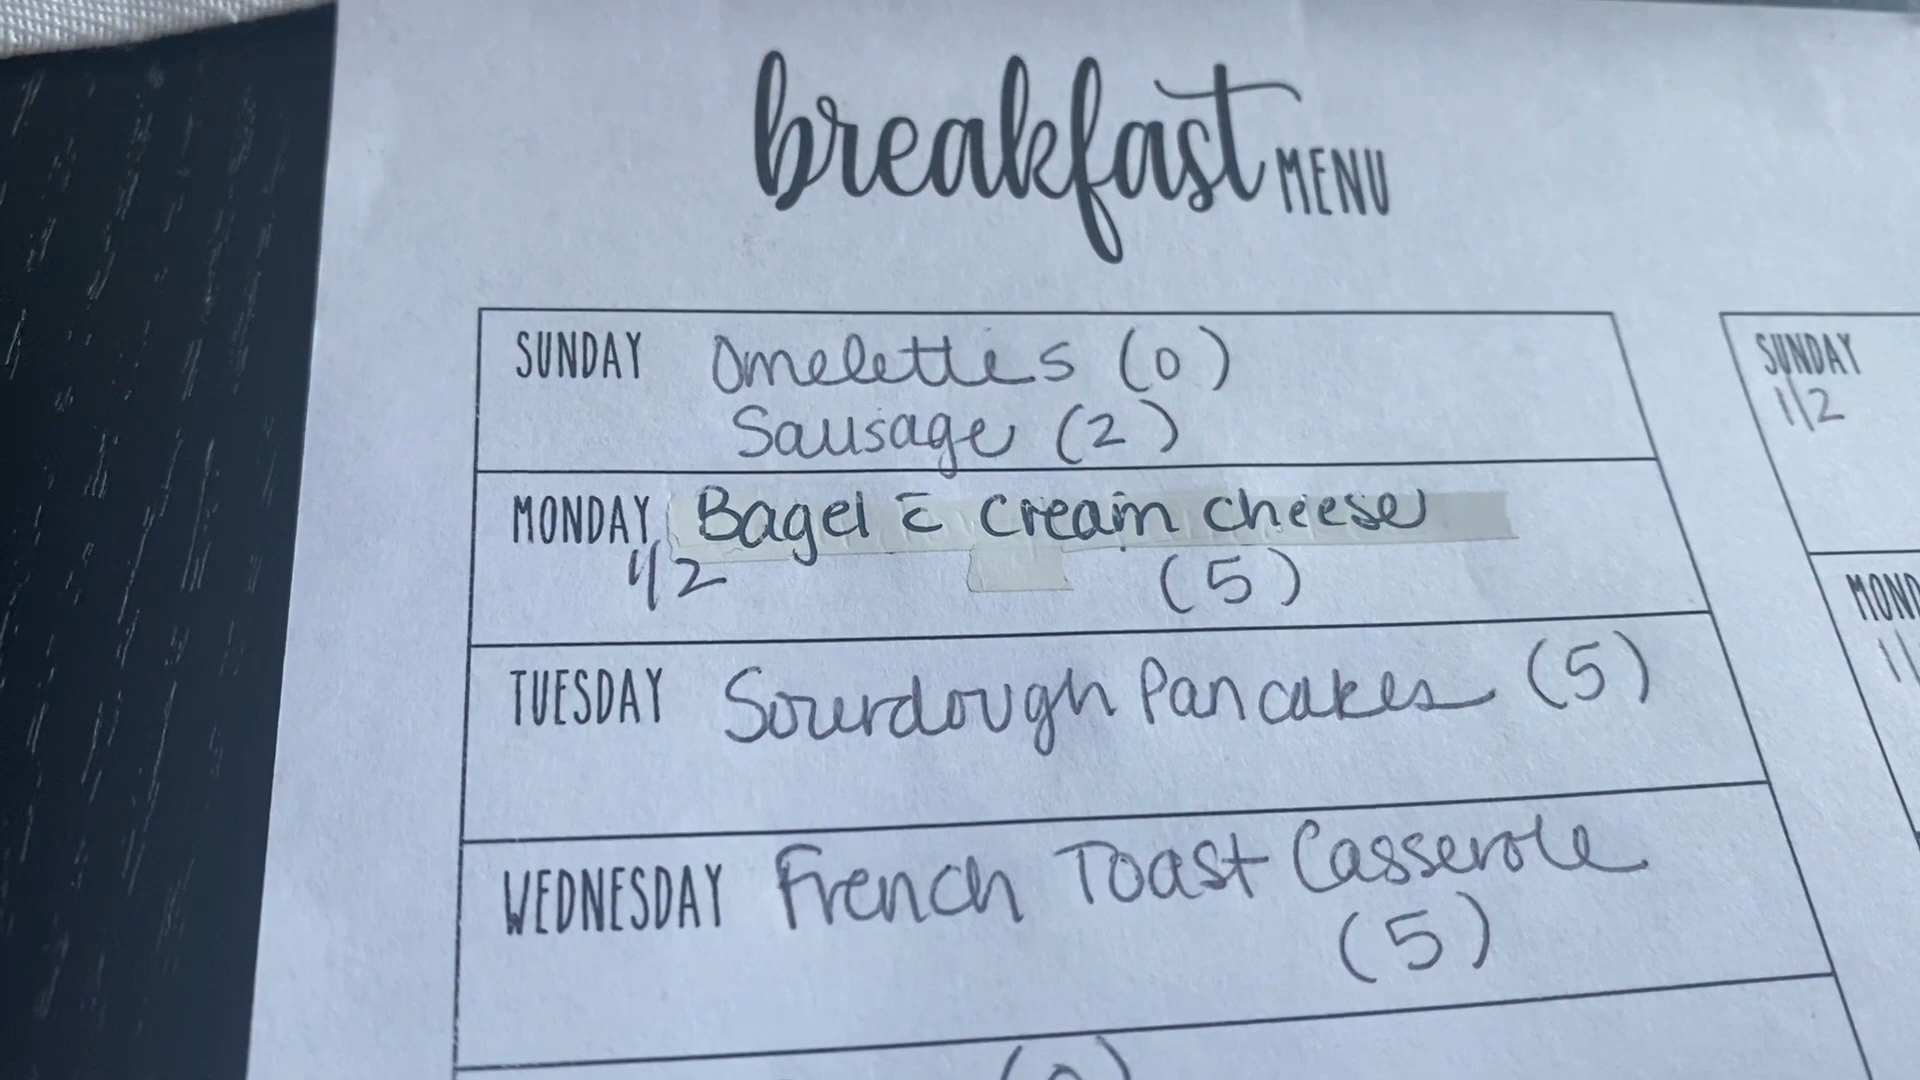 breakfast MENU
SUNDAY Omelettes (0)
Sausage (2)
MONDAY Bagel c̄ cream cheese
1/2 (5)
TUESDAY Sourdough Pancakes (5)
WEDNESDAY French Toast Casserole
(5)
SUNDAY
1/2